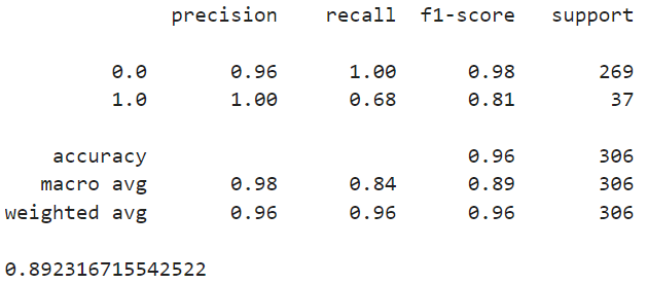 precision recall f1-score support
0.0 0.96 1.00 0.98 269
1.0 1.00 0.68 0.81 37
accuracy 0.96 306
macro avg 0.98 0.84 0.89 306
weighted avg 0.96 0.96 0.96 306
0.892316715542522